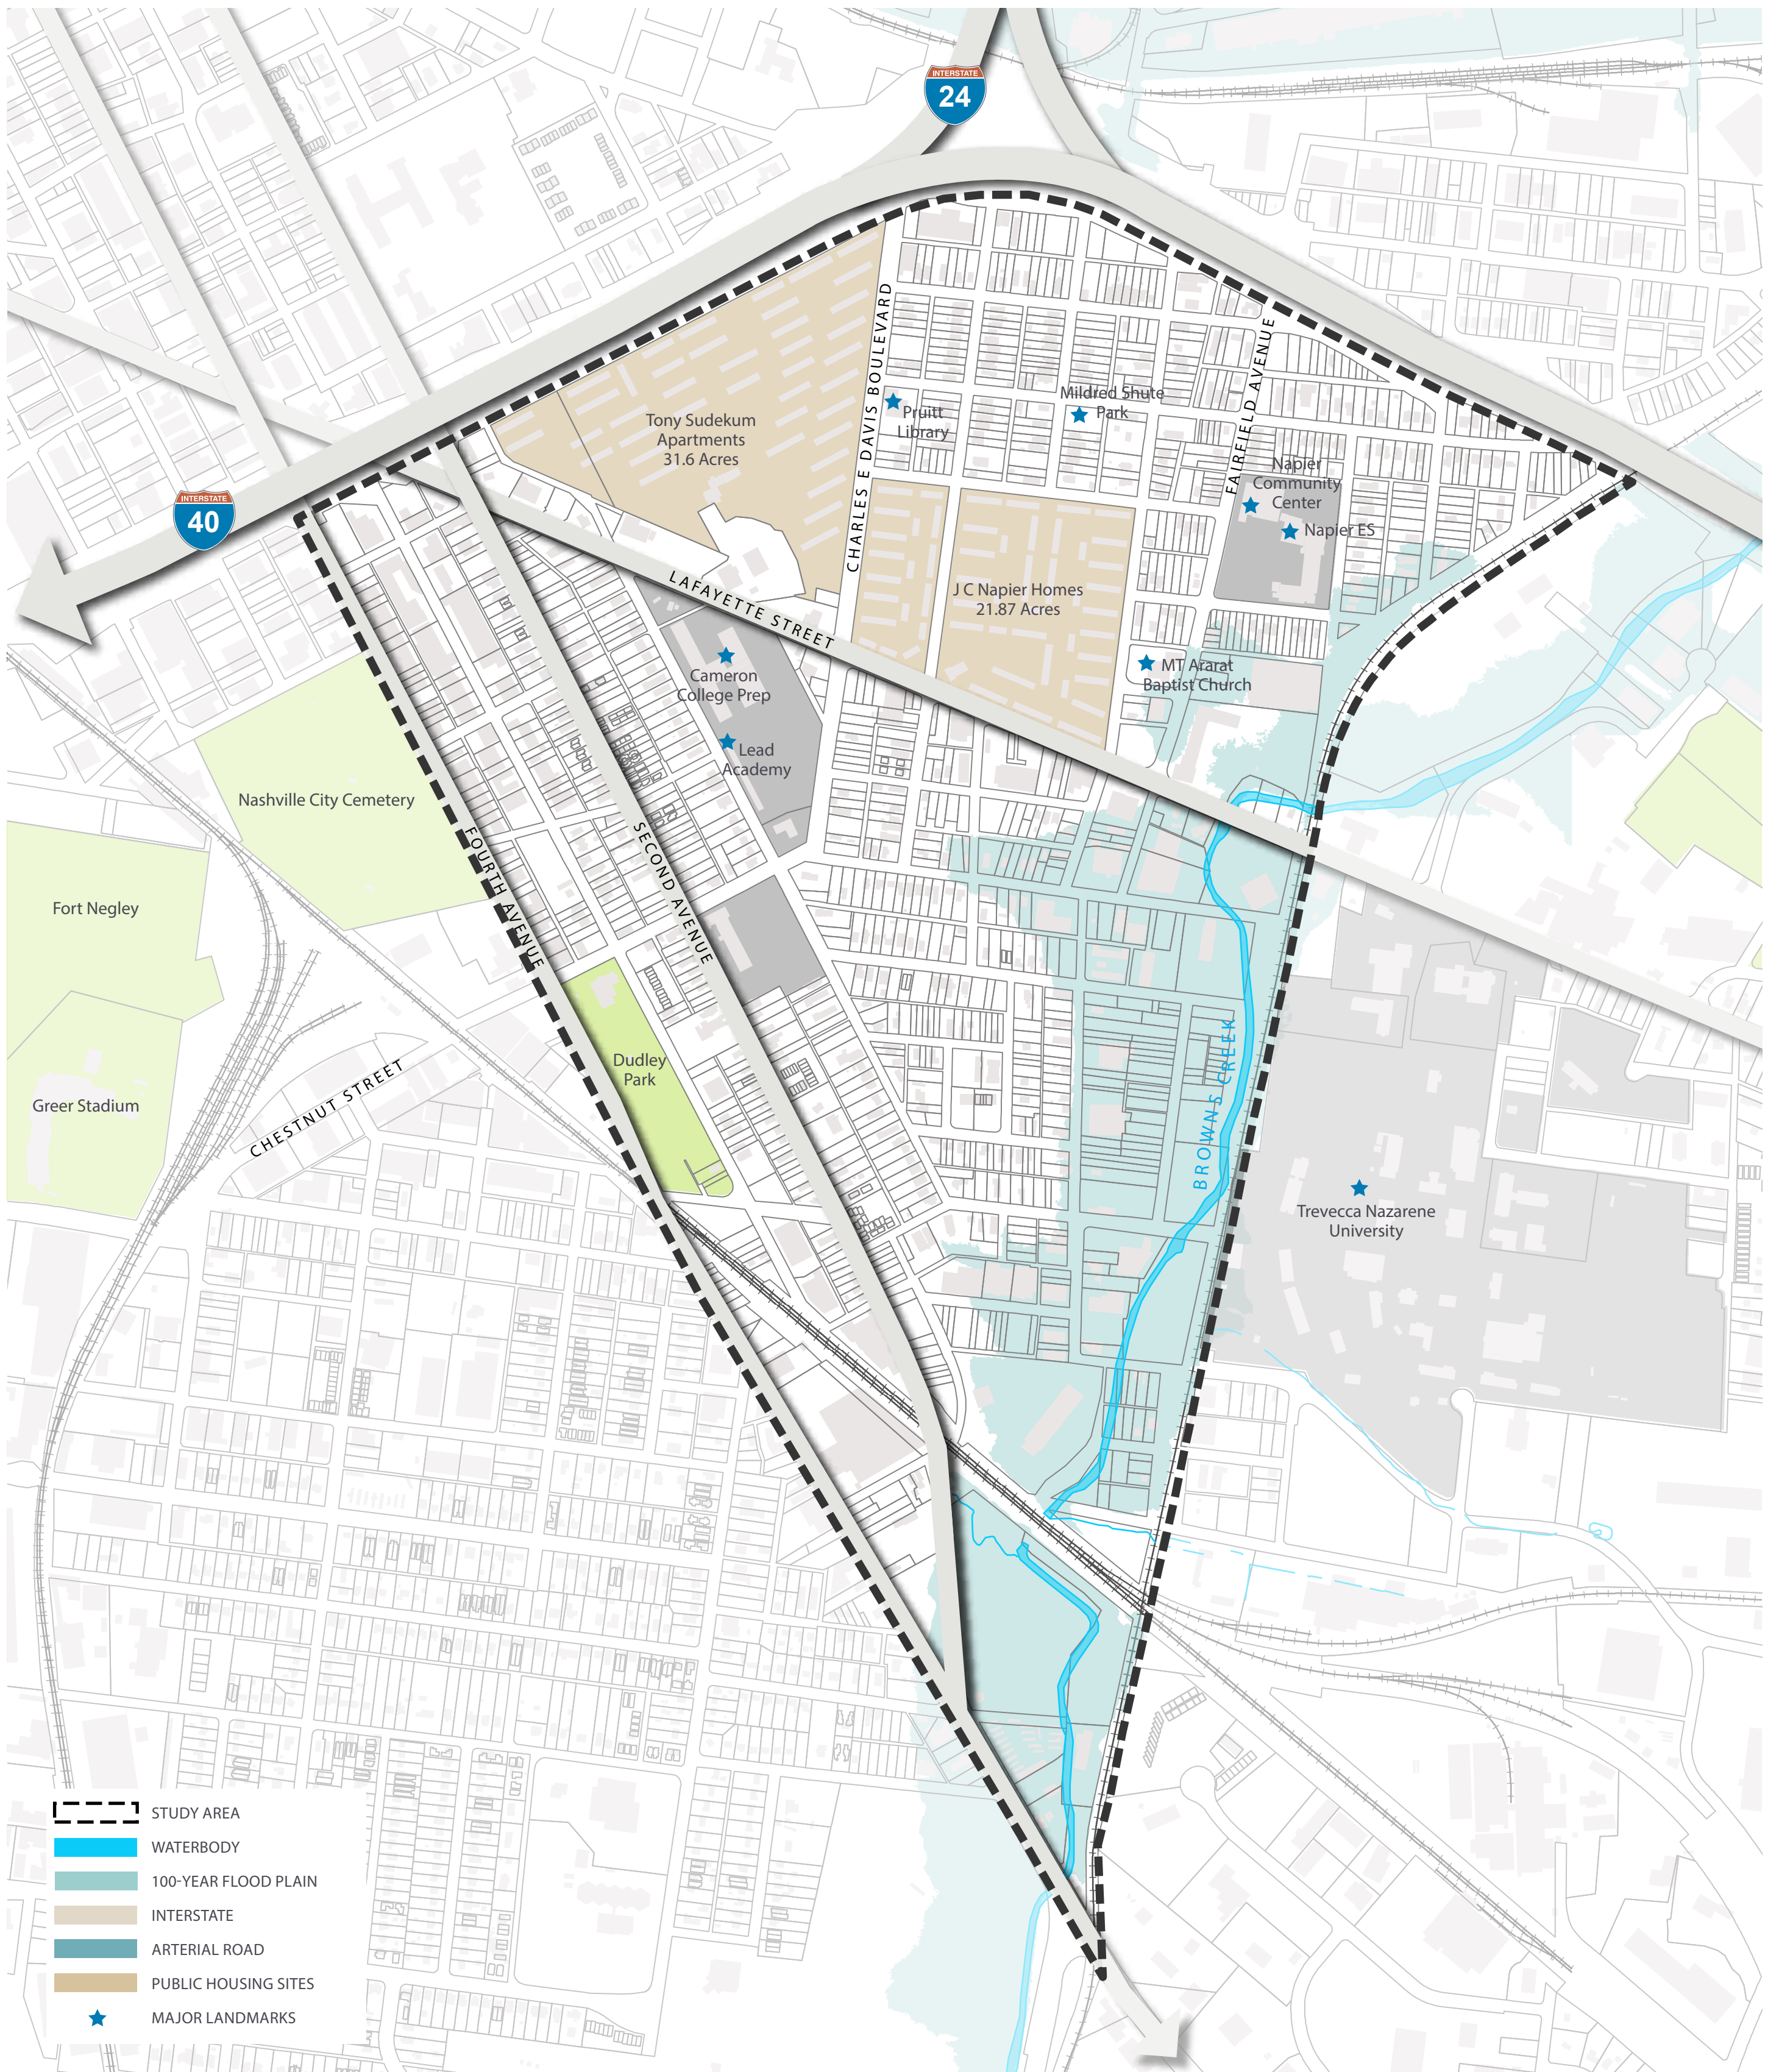 INTERSTATE
24
CHARLES E DAVIS BOULEVARD
FAIRFIELD AVENUE
Mildred Shute
Park
Pruitt
Library
Tony Sudekum
Apartments
31.6 Acres
Napier
Community
Center
Napier ES
INTERSTATE
40
LAFAYETTE STREET
J C Napier Homes
21.87 Acres
Cameron
College Prep
MT Ararat
Baptist Church
Lead
Academy
Nashville City Cemetery
FOURTH AVENUE
SECOND AVENUE
Fort Negley
Dudley
Park
CHESTNUT STREET
Greer Stadium
BROWNS CREEK
Trevecca Nazarene
University
STUDY AREA
WATERBODY
100-YEAR FLOOD PLAIN
INTERSTATE
ARTERIAL ROAD
PUBLIC HOUSING SITES
MAJOR LANDMARKS